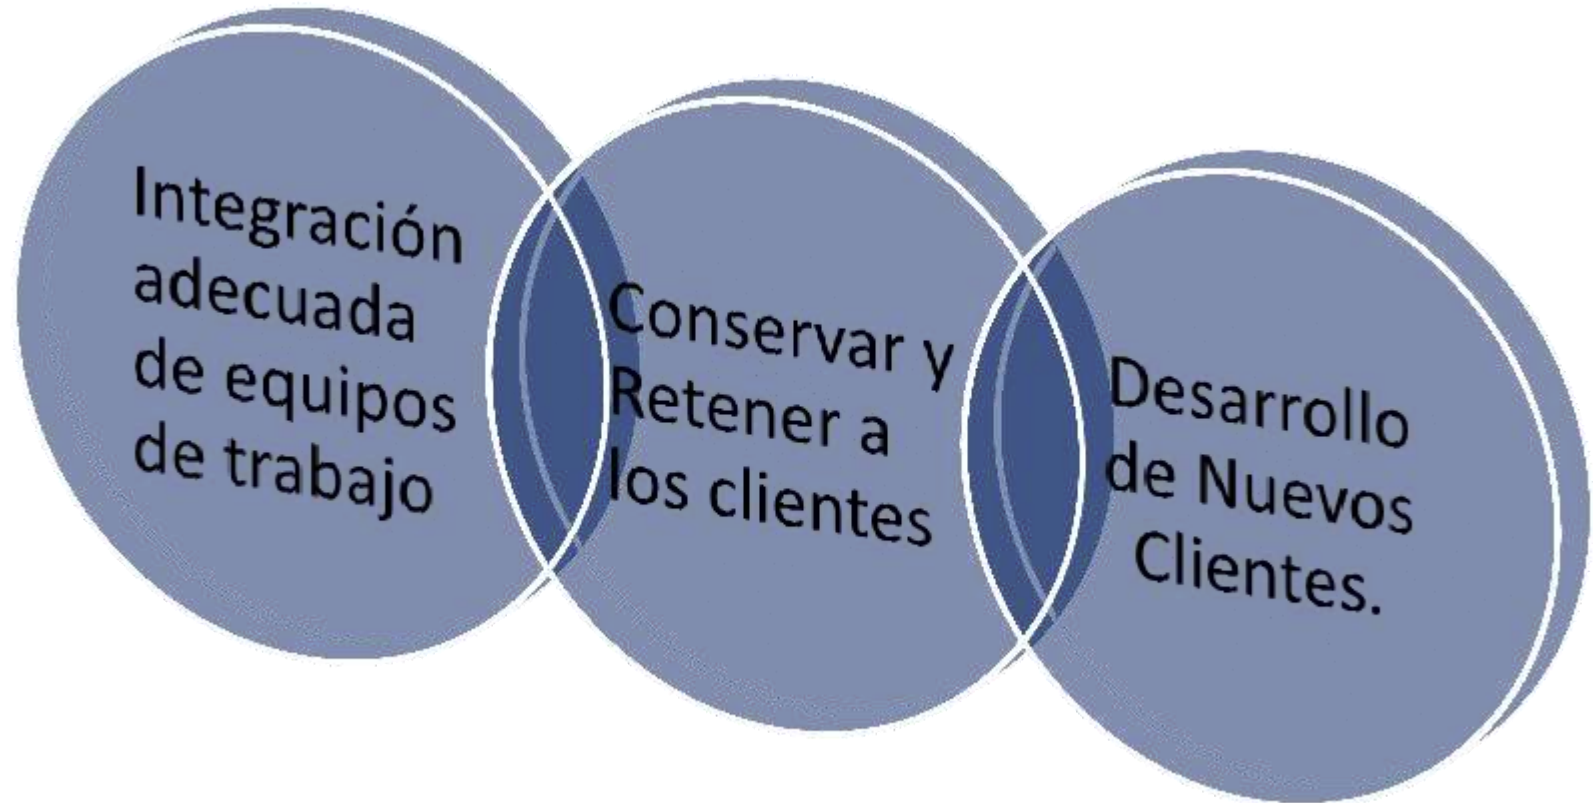 Integración
adecuada
de equipos
de trabajo
Conservar y
Retener a
los clientes
Desarrollo
de Nuevos
Clientes.